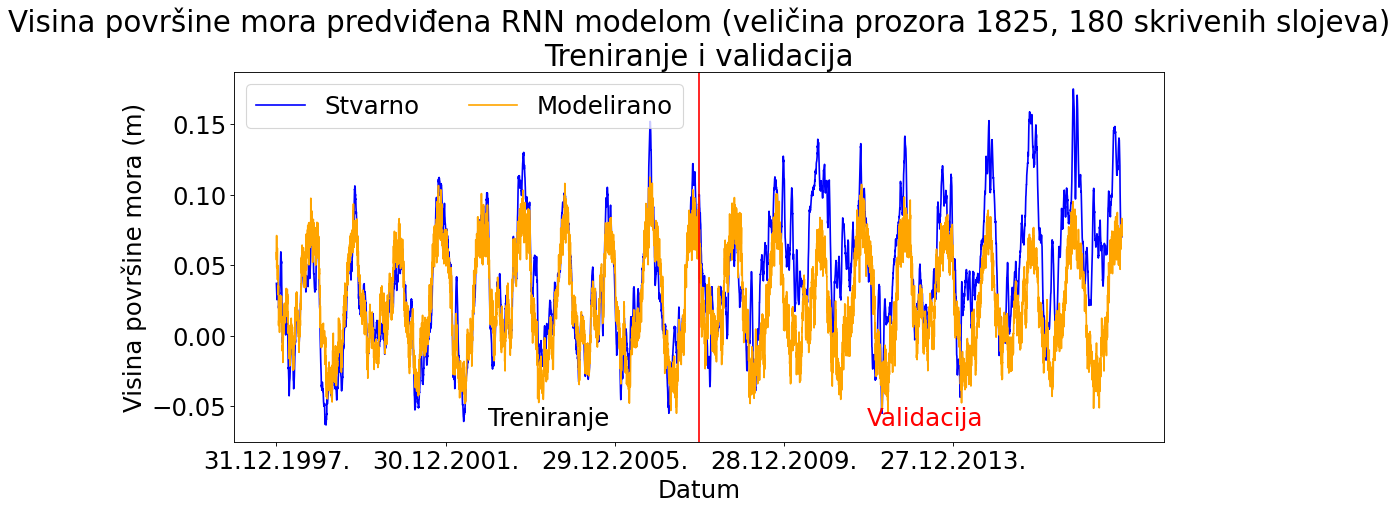 Visina površine mora predviđena RNN modelom (veličina prozora 1825, 180 skrivenih slojeva)
Treniranje i validacija
Stvarno
Modelirano
Visina površine mora (m)
0.15
0.10
0.05
0.00
−0.05
Treniranje
Validacija
31.12.1997.
30.12.2001.
29.12.2005.
28.12.2009.
27.12.2013.
Datum